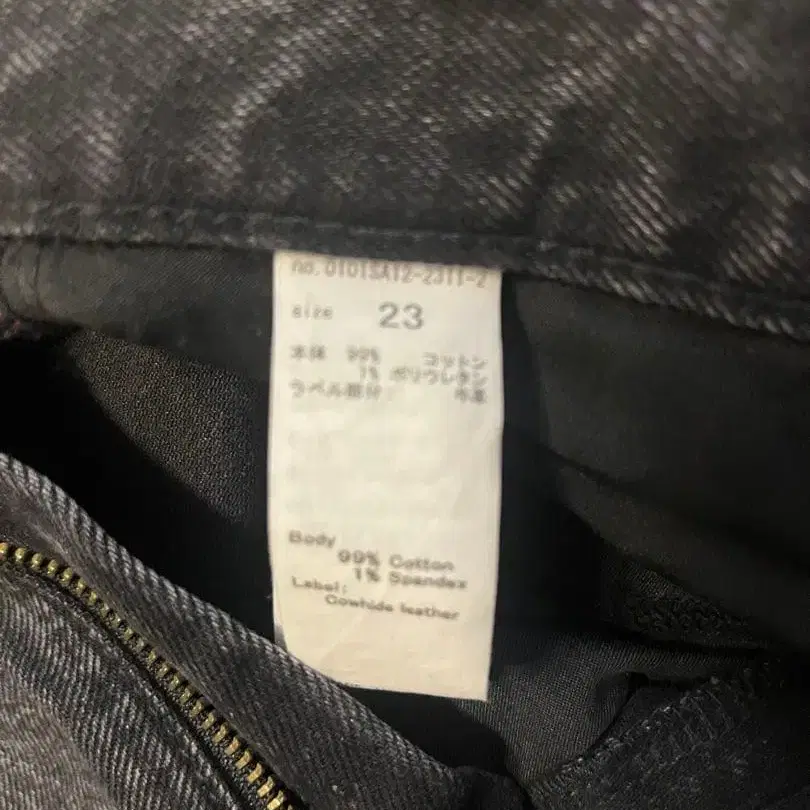 no.0101SA12-2311-2
size 23
本体 99% コットン
1% ポリウレタン
ラベル部分: 牛革
Body
99% Cotton
1% Spandex
Label:
Cowhide leather